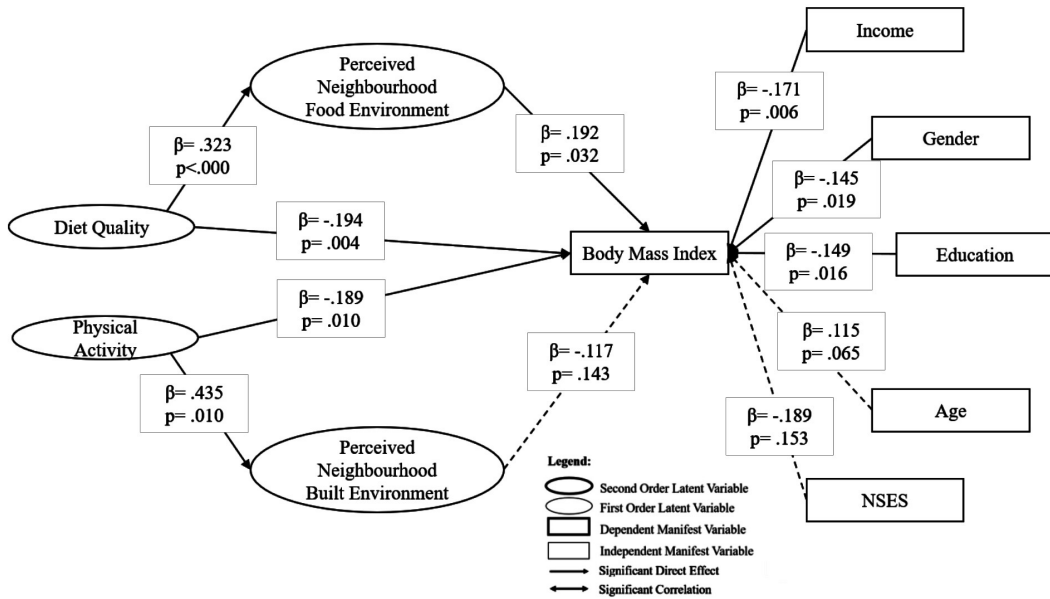 Income
Perceived
Neighbourhood
Food Environment
β= -.171
p= .006
β= .192
p= .032
β= .323
p<.000
Gender
β= -.145
p= .019
Diet Quality
β= -.194
p= .004
Body Mass Index
β= -.149
p= .016
Education
β= -.189
p= .010
Physical
Activity
β= .115
p= .065
β= -.117
p= .143
β= .435
p= .010
Age
β= -.189
p= .153
Perceived
Neighbourhood
Built Environment
NSES
Legend:
Second Order Latent Variable
First Order Latent Variable
Dependent Manifest Variable
Independent Manifest Variable
Significant Direct Effect
Significant Correlation